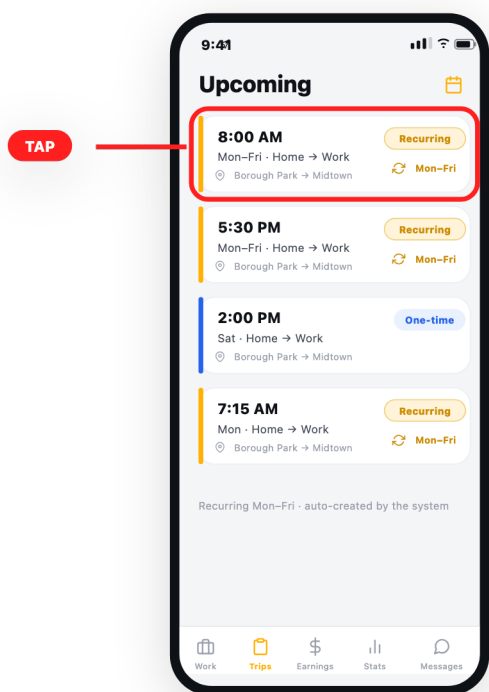 9:41
Upcoming
TAP
8:00 AM
Recurring
Mon–Fri · Home → Work
Mon–Fri
Borough Park → Midtown
5:30 PM
Recurring
Mon–Fri · Home → Work
Mon–Fri
Borough Park → Midtown
2:00 PM
One-time
Sat · Home → Work
Borough Park → Midtown
7:15 AM
Recurring
Mon · Home → Work
Mon–Fri
Borough Park → Midtown
Recurring Mon–Fri · auto-created by the system
Work Trips Earnings Stats Messages